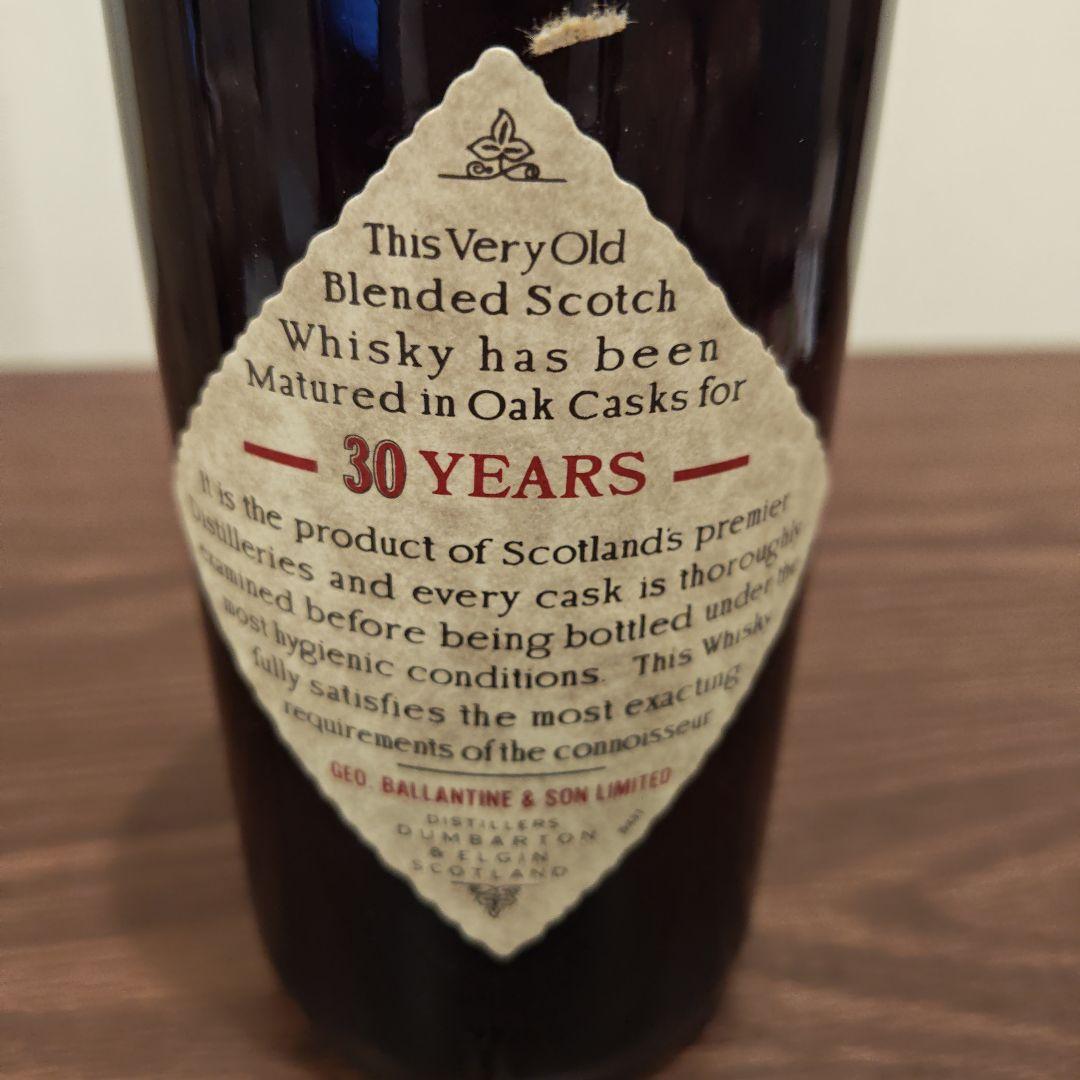 This Very Old
Blended Scotch
Whisky has been
Matured in Oak Casks for
30 YEARS
It is the product of Scotland's premier
Distilleries and every cask is thoroughly
examined before being bottled under the
most hygienic conditions. This Whisky
fully satisfies the most exacting
requirements of the connoisseur
GEO. BALLANTINE & SON LIMITED
DISTILLERS
DUMBARTON
& ELGIN
SCOTLAND